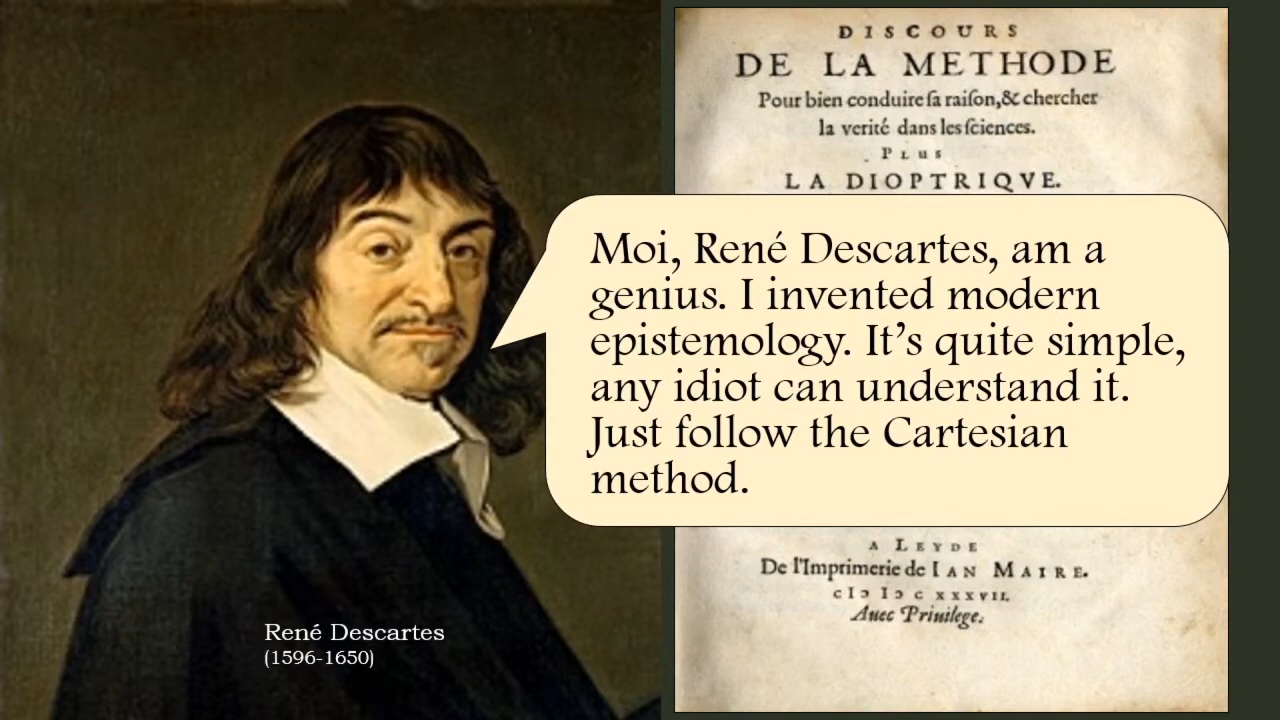 DISCOURS
DE LA METHODE
Pour bien conduire ſa raiſon, & chercher
la verité dans les ſciences.
PLUS
LA DIOPTRIQVE.
Moi, René Descartes, am a
genius. I invented modern
epistemology. It’s quite simple,
any idiot can understand it.
Just follow the Cartesian
method.
A LEYDE
De l'Imprimerie de IAN MAIRE.
cIↄ Iↄ c xxxvii.
Auec Priuilege.
René Descartes
(1596-1650)